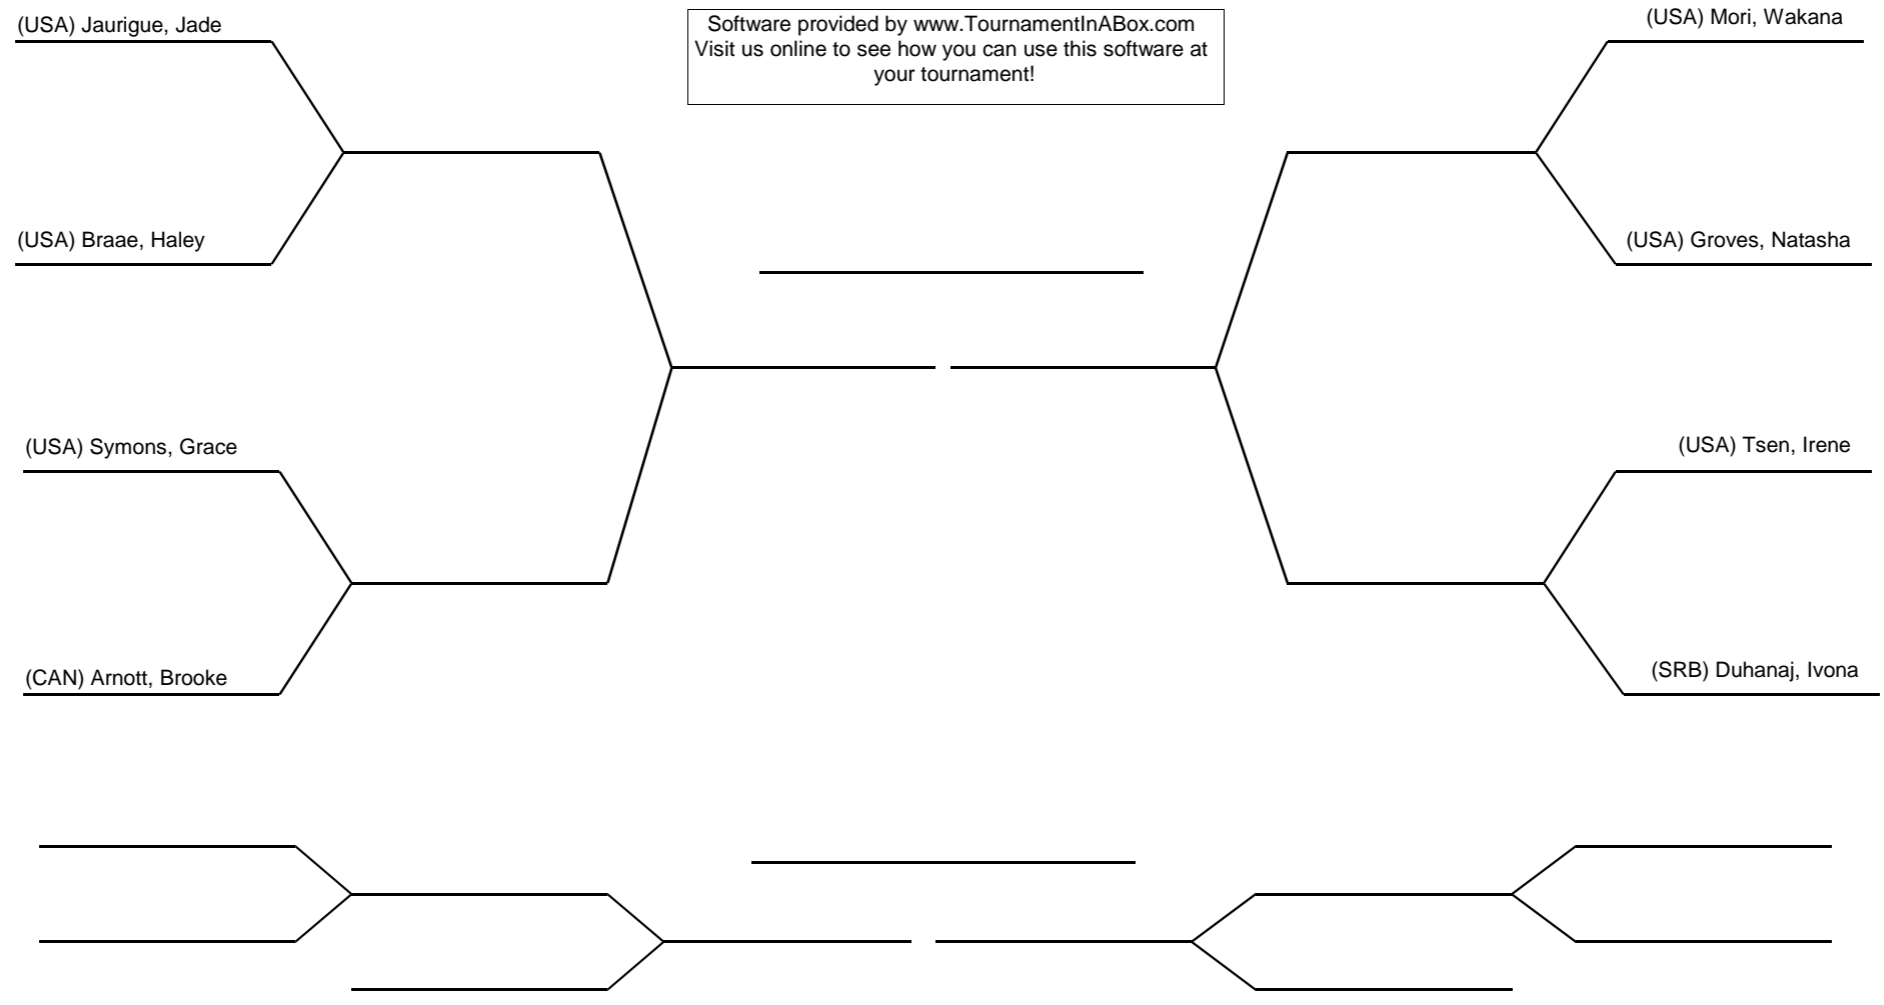 (USA) Jaurigue, Jade
Software provided by www.TournamentInABox.com
Visit us online to see how you can use this software at
your tournament!
(USA) Mori, Wakana
(USA) Braae, Haley
(USA) Groves, Natasha
(USA) Symons, Grace
(USA) Tsen, Irene
(CAN) Arnott, Brooke
(SRB) Duhanaj, Ivona